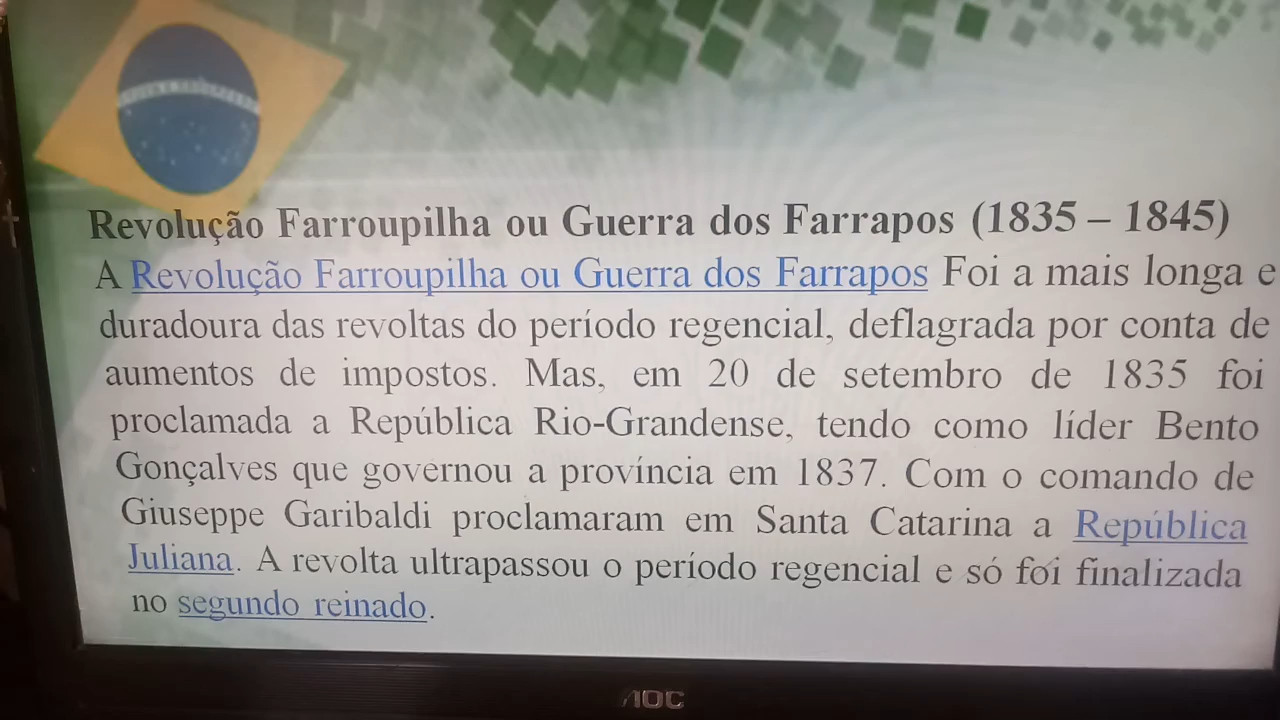 Revolução Farroupilha ou Guerra dos Farrapos (1835 – 1845)
A Revolução Farroupilha ou Guerra dos Farrapos Foi a mais longa e
duradoura das revoltas do período regencial, deflagrada por conta de
aumentos de impostos. Mas, em 20 de setembro de 1835 foi
proclamada a República Rio-Grandense, tendo como líder Bento
Gonçalves que governou a província em 1837. Com o comando de
Giuseppe Garibaldi proclamaram em Santa Catarina a República
Juliana. A revolta ultrapassou o período regencial e só foi finalizada
no segundo reinado.
AOC